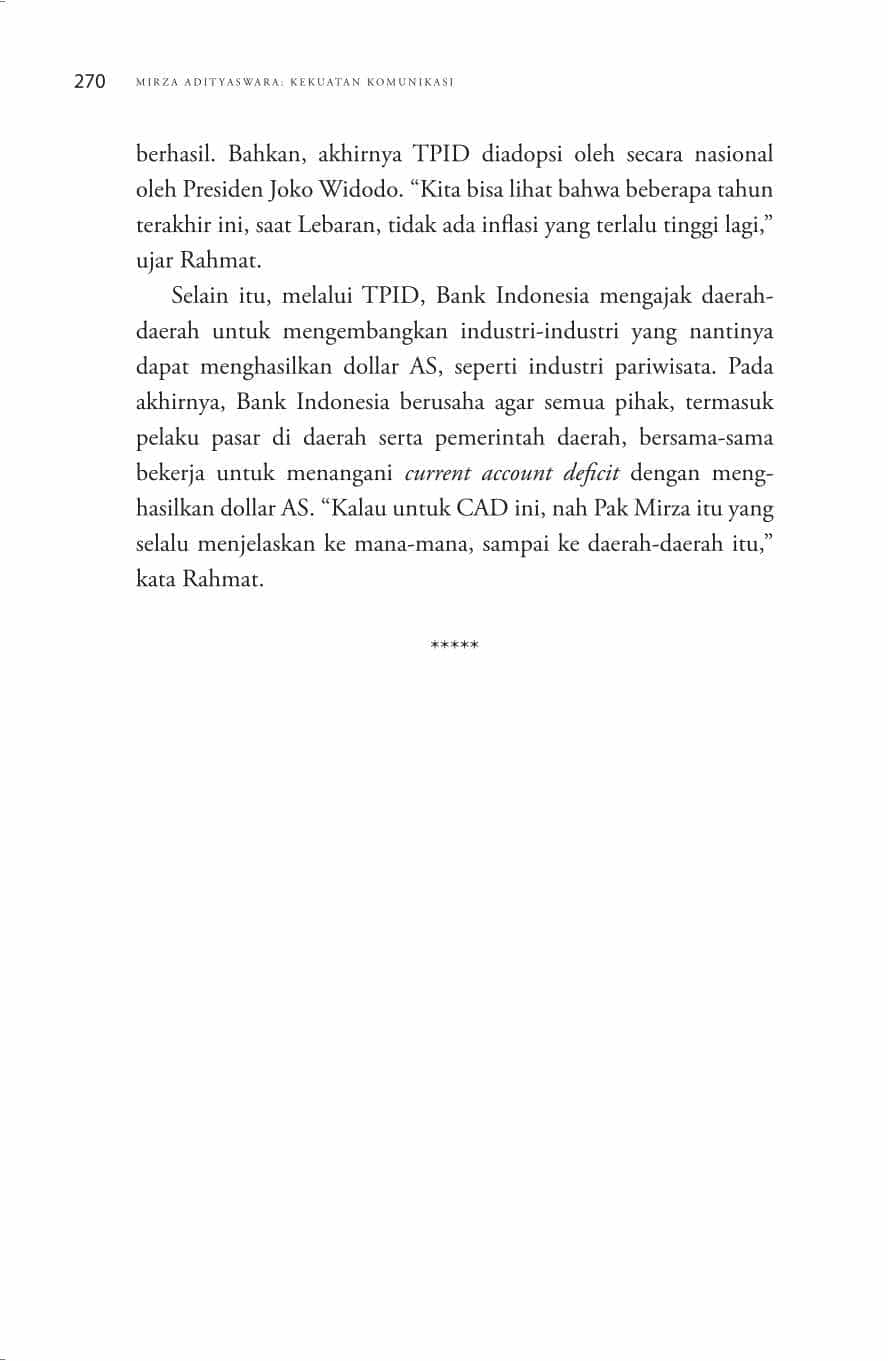 270 MIRZA ADITYASWARA: KEKUATAN KOMUNIKASI
berhasil. Bahkan, akhirnya TPID diadopsi oleh secara nasional
oleh Presiden Joko Widodo. “Kita bisa lihat bahwa beberapa tahun
terakhir ini, saat Lebaran, tidak ada inflasi yang terlalu tinggi lagi,”
ujar Rahmat.
Selain itu, melalui TPID, Bank Indonesia mengajak daerah-
daerah untuk mengembangkan industri-industri yang nantinya
dapat menghasilkan dollar AS, seperti industri pariwisata. Pada
akhirnya, Bank Indonesia berusaha agar semua pihak, termasuk
pelaku pasar di daerah serta pemerintah daerah, bersama-sama
bekerja untuk menangani current account deficit dengan meng-
hasilkan dollar AS. “Kalau untuk CAD ini, nah Pak Mirza itu yang
selalu menjelaskan ke mana-mana, sampai ke daerah-daerah itu,”
kata Rahmat.
*****